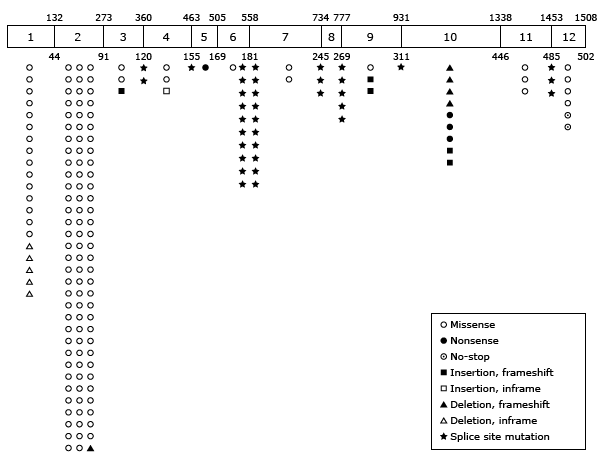 132 273 360 463 505 558 734 777 931 1338 1453 1508
1 2 3 4 5 6 7 8 9 10 11 12
44 91 120 155 169 181 245 269 311 446 485 502
Missense
Nonsense
No-stop
Insertion, frameshift
Insertion, inframe
Deletion, frameshift
Deletion, inframe
Splice site mutation